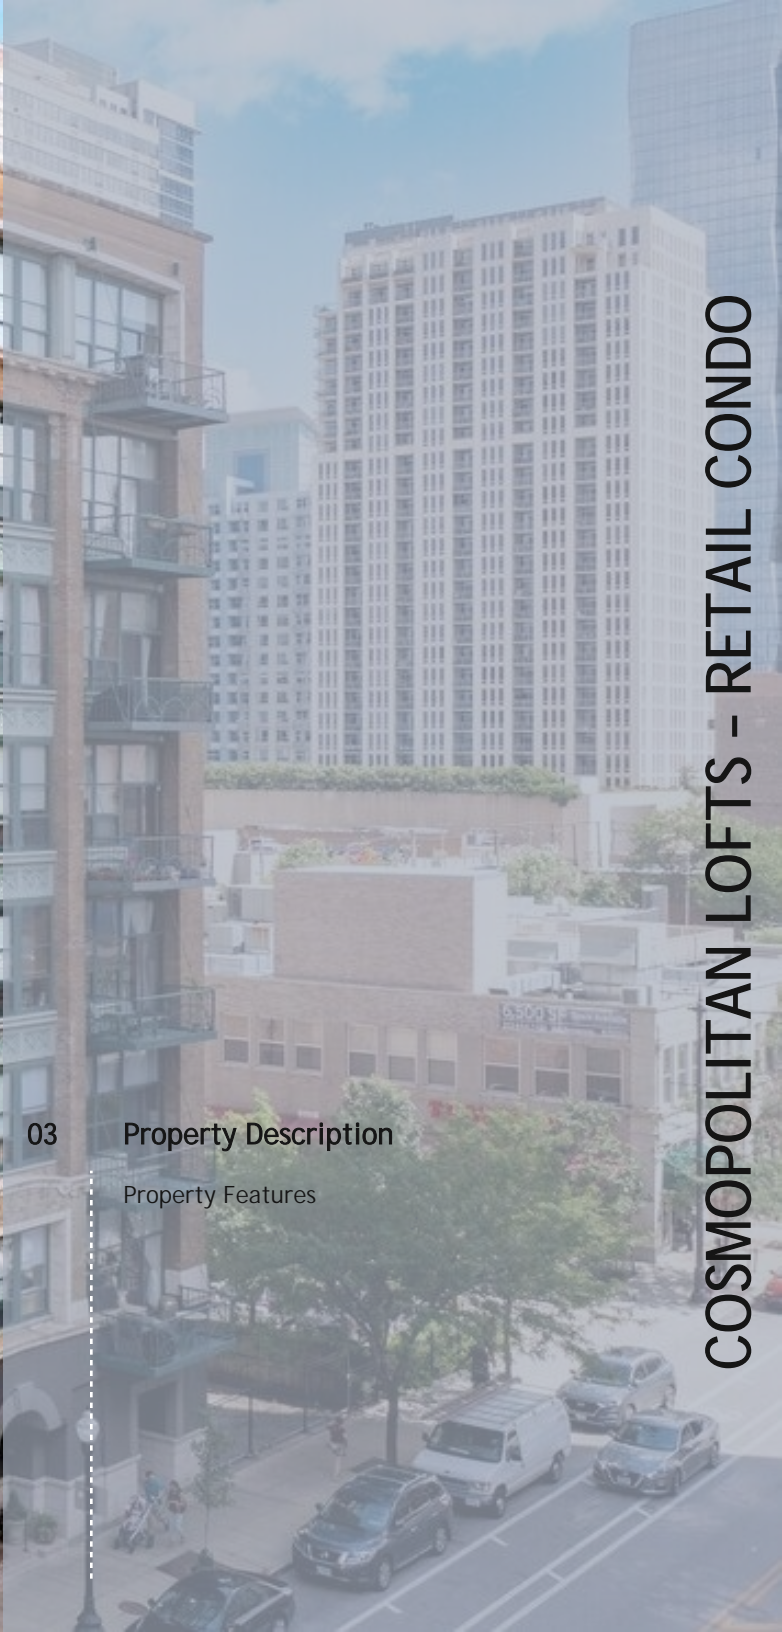 COSMOPOLITAN LOFTS - RETAIL CONDO
6,500 SF
03
Property Description
Property Features